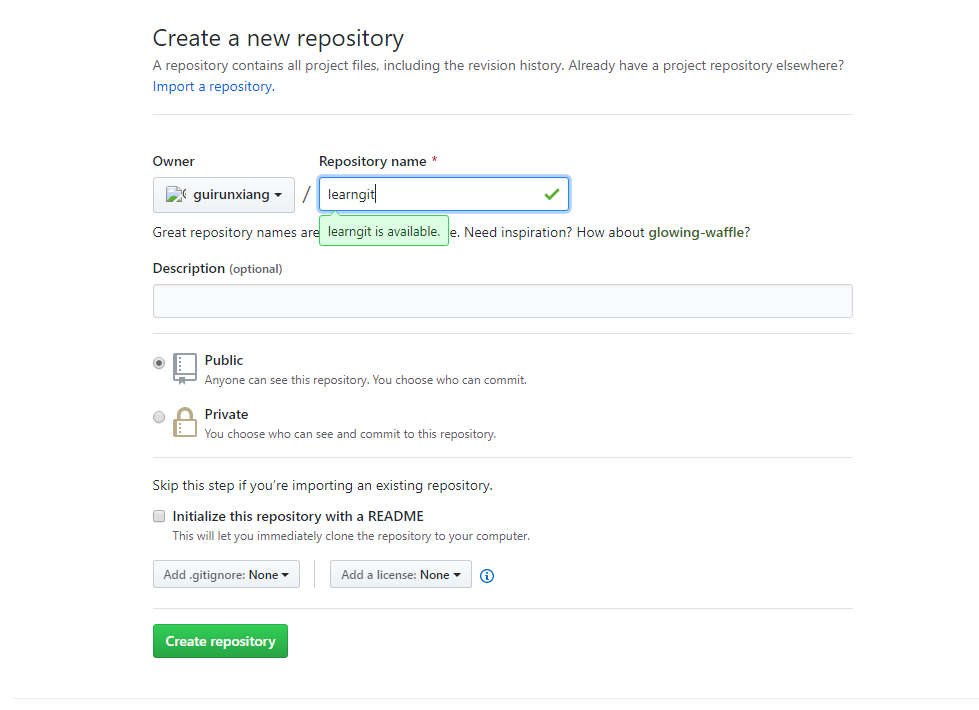 Create a new repository
A repository contains all project files, including the revision history. Already have a project repository elsewhere?
Import a repository.
Owner
Repository name *
guirunxiang
/
learngit
learngit is available.
Great repository names are e. Need inspiration? How about glowing-waffle?
Description (optional)
Public
Anyone can see this repository. You choose who can commit.
Private
You choose who can see and commit to this repository.
Skip this step if you’re importing an existing repository.
Initialize this repository with a README
This will let you immediately clone the repository to your computer.
Add .gitignore: None
Add a license: None
Create repository